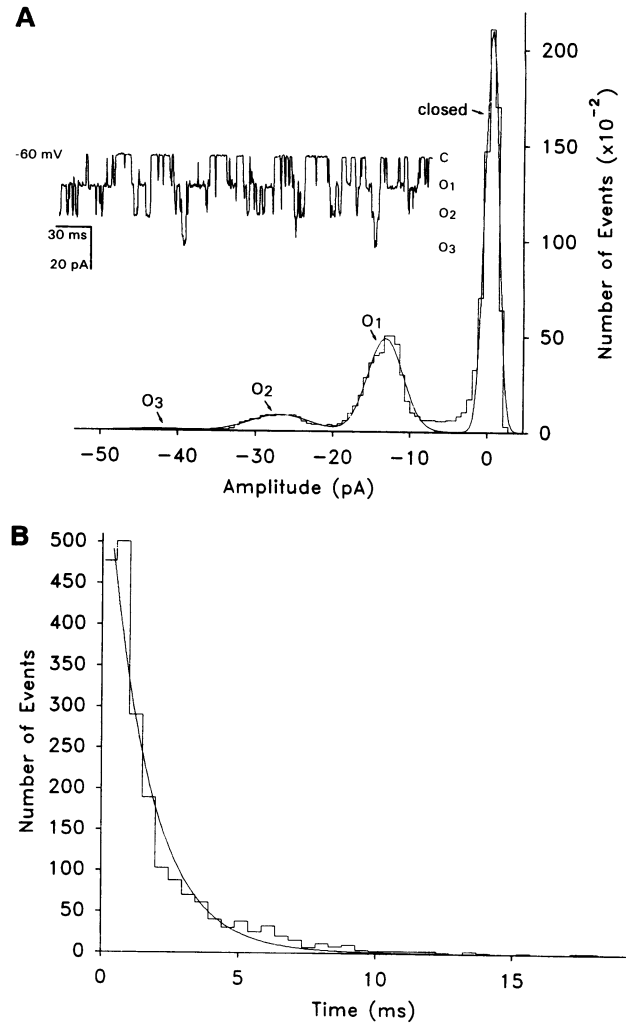 A
200
closed
150
-60 mV
C
O1
O2
O3
30 ms
20 pA
100
50
0
Number of Events (x10-2)
O1
O2
O3
−50
−40
−30
−20
−10
0
Amplitude (pA)
B
500
450
400
350
300
250
200
150
100
50
0
Number of Events
0
5
10
15
Time (ms)